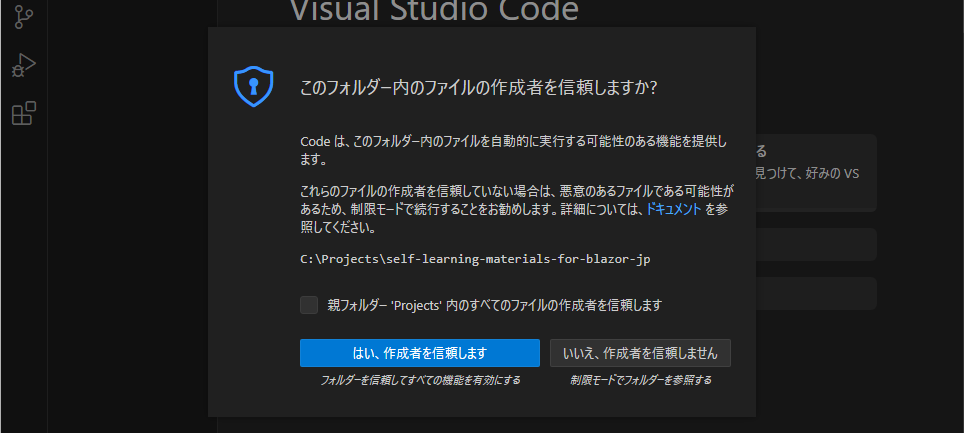 Visual Studio Code
このフォルダー内のファイルの作成者を信頼しますか?
Code は、このフォルダー内のファイルを自動的に実行する可能性のある機能を提供し
ます。
る
見つけて、好みの VS
これらのファイルの作成者を信頼していない場合は、悪意のあるファイルである可能性が
あるため、制限モードで続行することをお勧めします。詳細については、ドキュメント を参
照してください。
C:\Projects\self-learning-materials-for-blazor-jp
親フォルダー 'Projects' 内のすべてのファイルの作成者を信頼します
はい、作成者を信頼します
いいえ、作成者を信頼しません
フォルダーを信頼してすべての機能を有効にする
制限モードでフォルダーを参照する